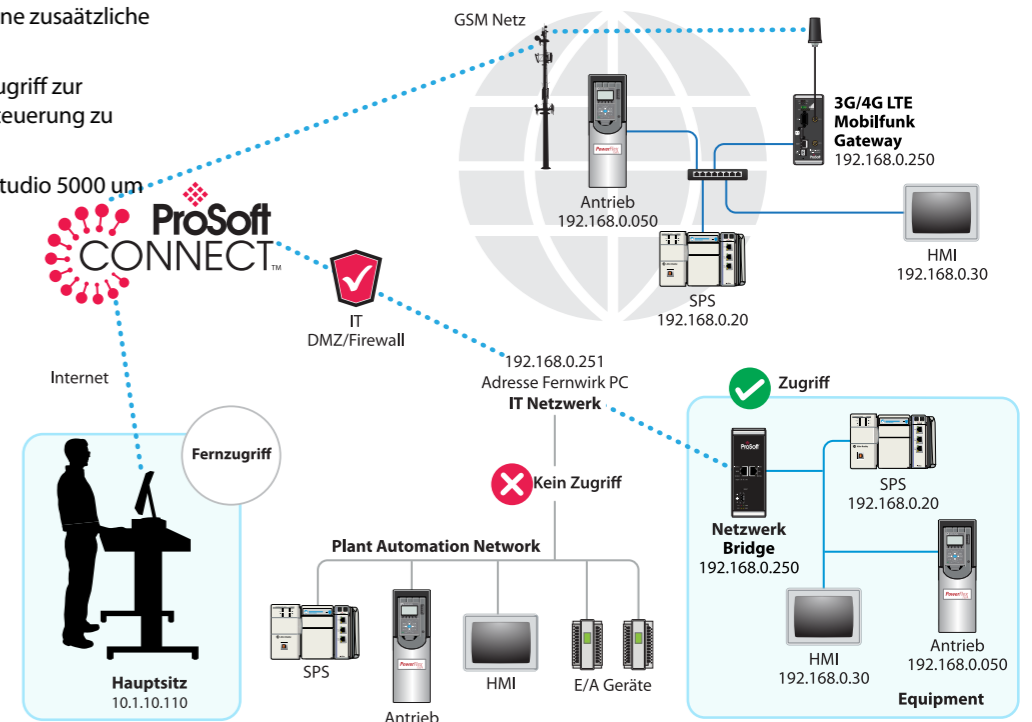 ne zusätzliche
ugriff zur
teuerung zu
tudio 5000 um
GSM Netz
3G/4G LTE
Mobilfunk
Gateway
192.168.0.250
Antrieb
192.168.0.050
HMI
192.168.0.30
SPS
192.168.0.20
ProSoft
CONNECT™
IT
DMZ/Firewall
Internet
192.168.0.251
Adresse Fernwirk PC
IT Netzwerk
Zugriff
Fernzugriff
Kein Zugriff
ProSoft
SPS
192.168.0.20
Netzwerk
Bridge
192.168.0.250
Plant Automation Network
PowerFlex
HMI
192.168.0.30
Antrieb
192.168.0.050
Equipment
SPS
Antrieb
HMI
E/A Geräte
Hauptsitz
10.1.10.110